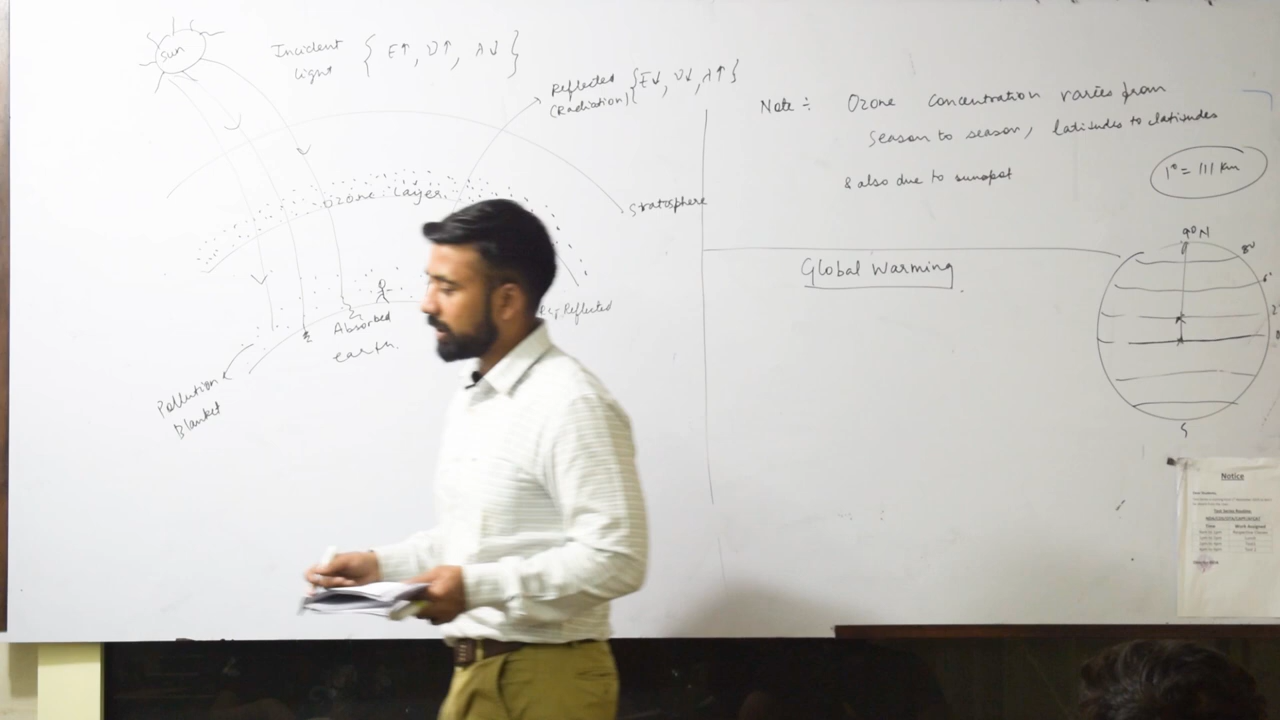 sun
Incident { E↑, ν↑, λ↓ }
light
Reflected { E↓, ν↓, λ↑ }
(Radiation)
Stratosphere
Ozone Layer
Reflected
Absorbed
earth
Pollution
Blanket
Note ÷ Ozone concentration varies from
Season to season, latitudes to latitudes
& also due to sunspot
1° = 111 Km
Global Warming
90 N
S
Notice